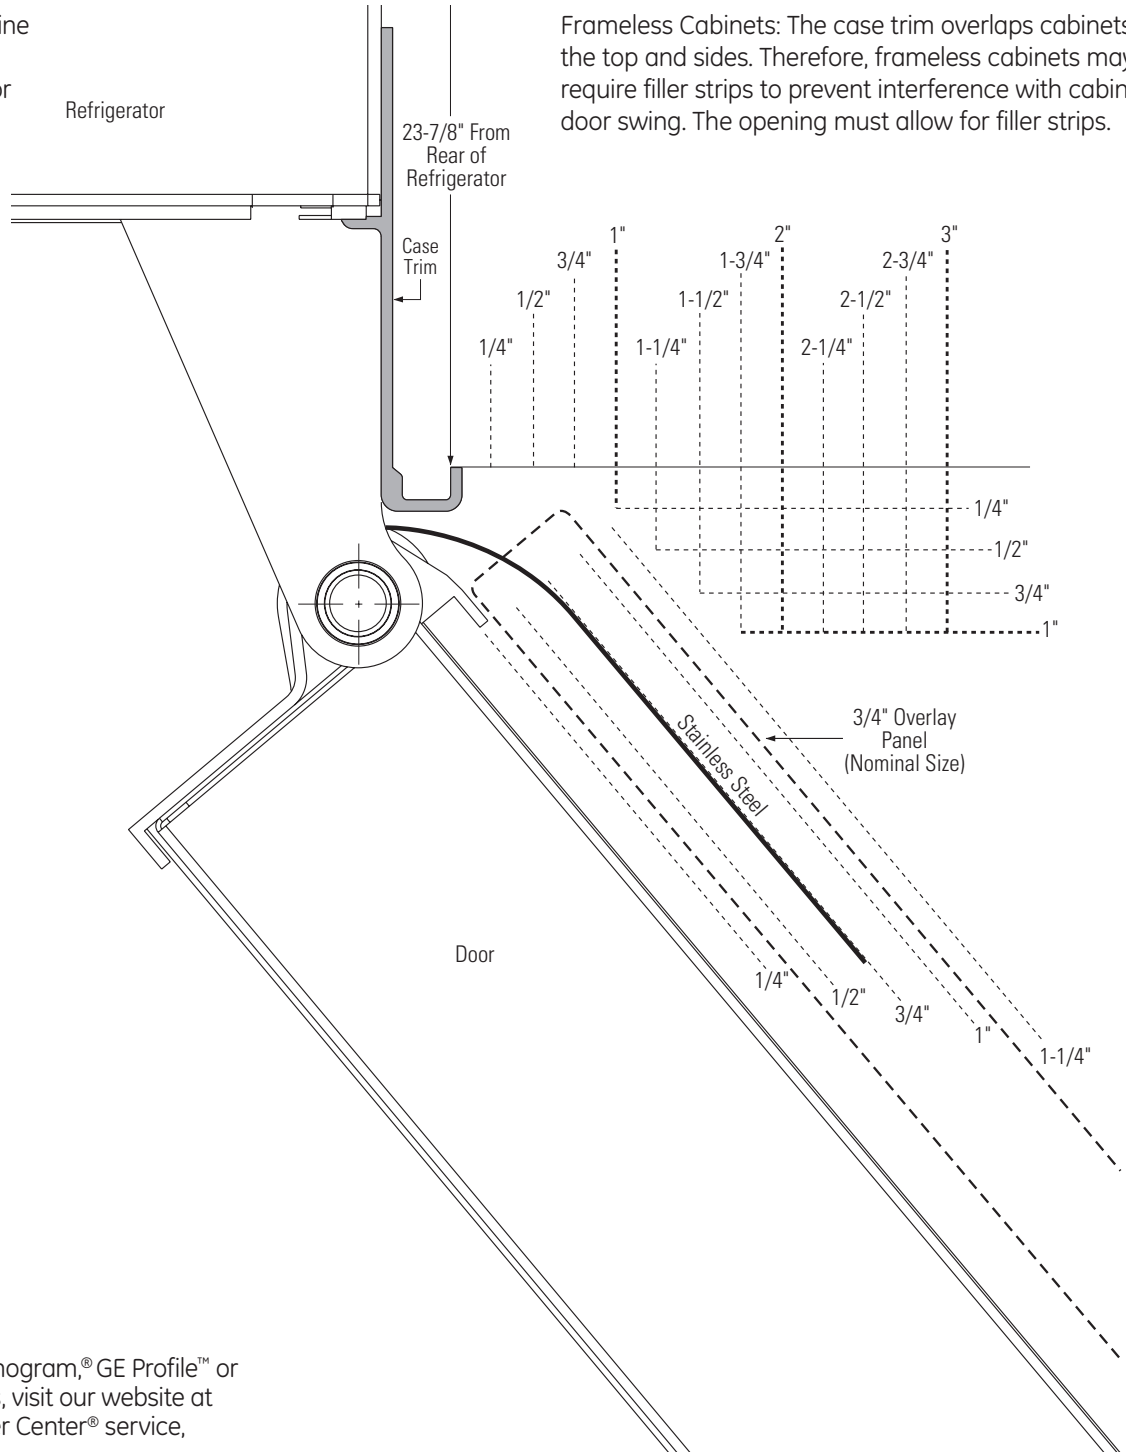 ine
or
Frameless Cabinets: The case trim overlaps cabinets
the top and sides. Therefore, frameless cabinets may
require filler strips to prevent interference with cabin
door swing. The opening must allow for filler strips.
Refrigerator
23-7/8" From
Rear of
Refrigerator
Case
Trim
1/4"
1/2"
3/4"
1"
1-1/4"
1-1/2"
1-3/4"
2"
2-1/4"
2-1/2"
2-3/4"
3"
1/4"
1/2"
3/4"
1"
3/4" Overlay
Panel
(Nominal Size)
Stainless Steel
Door
1/4"
1/2"
3/4"
1"
1-1/4"
nogram,® GE Profile™ or
, visit our website at
er Center® service,